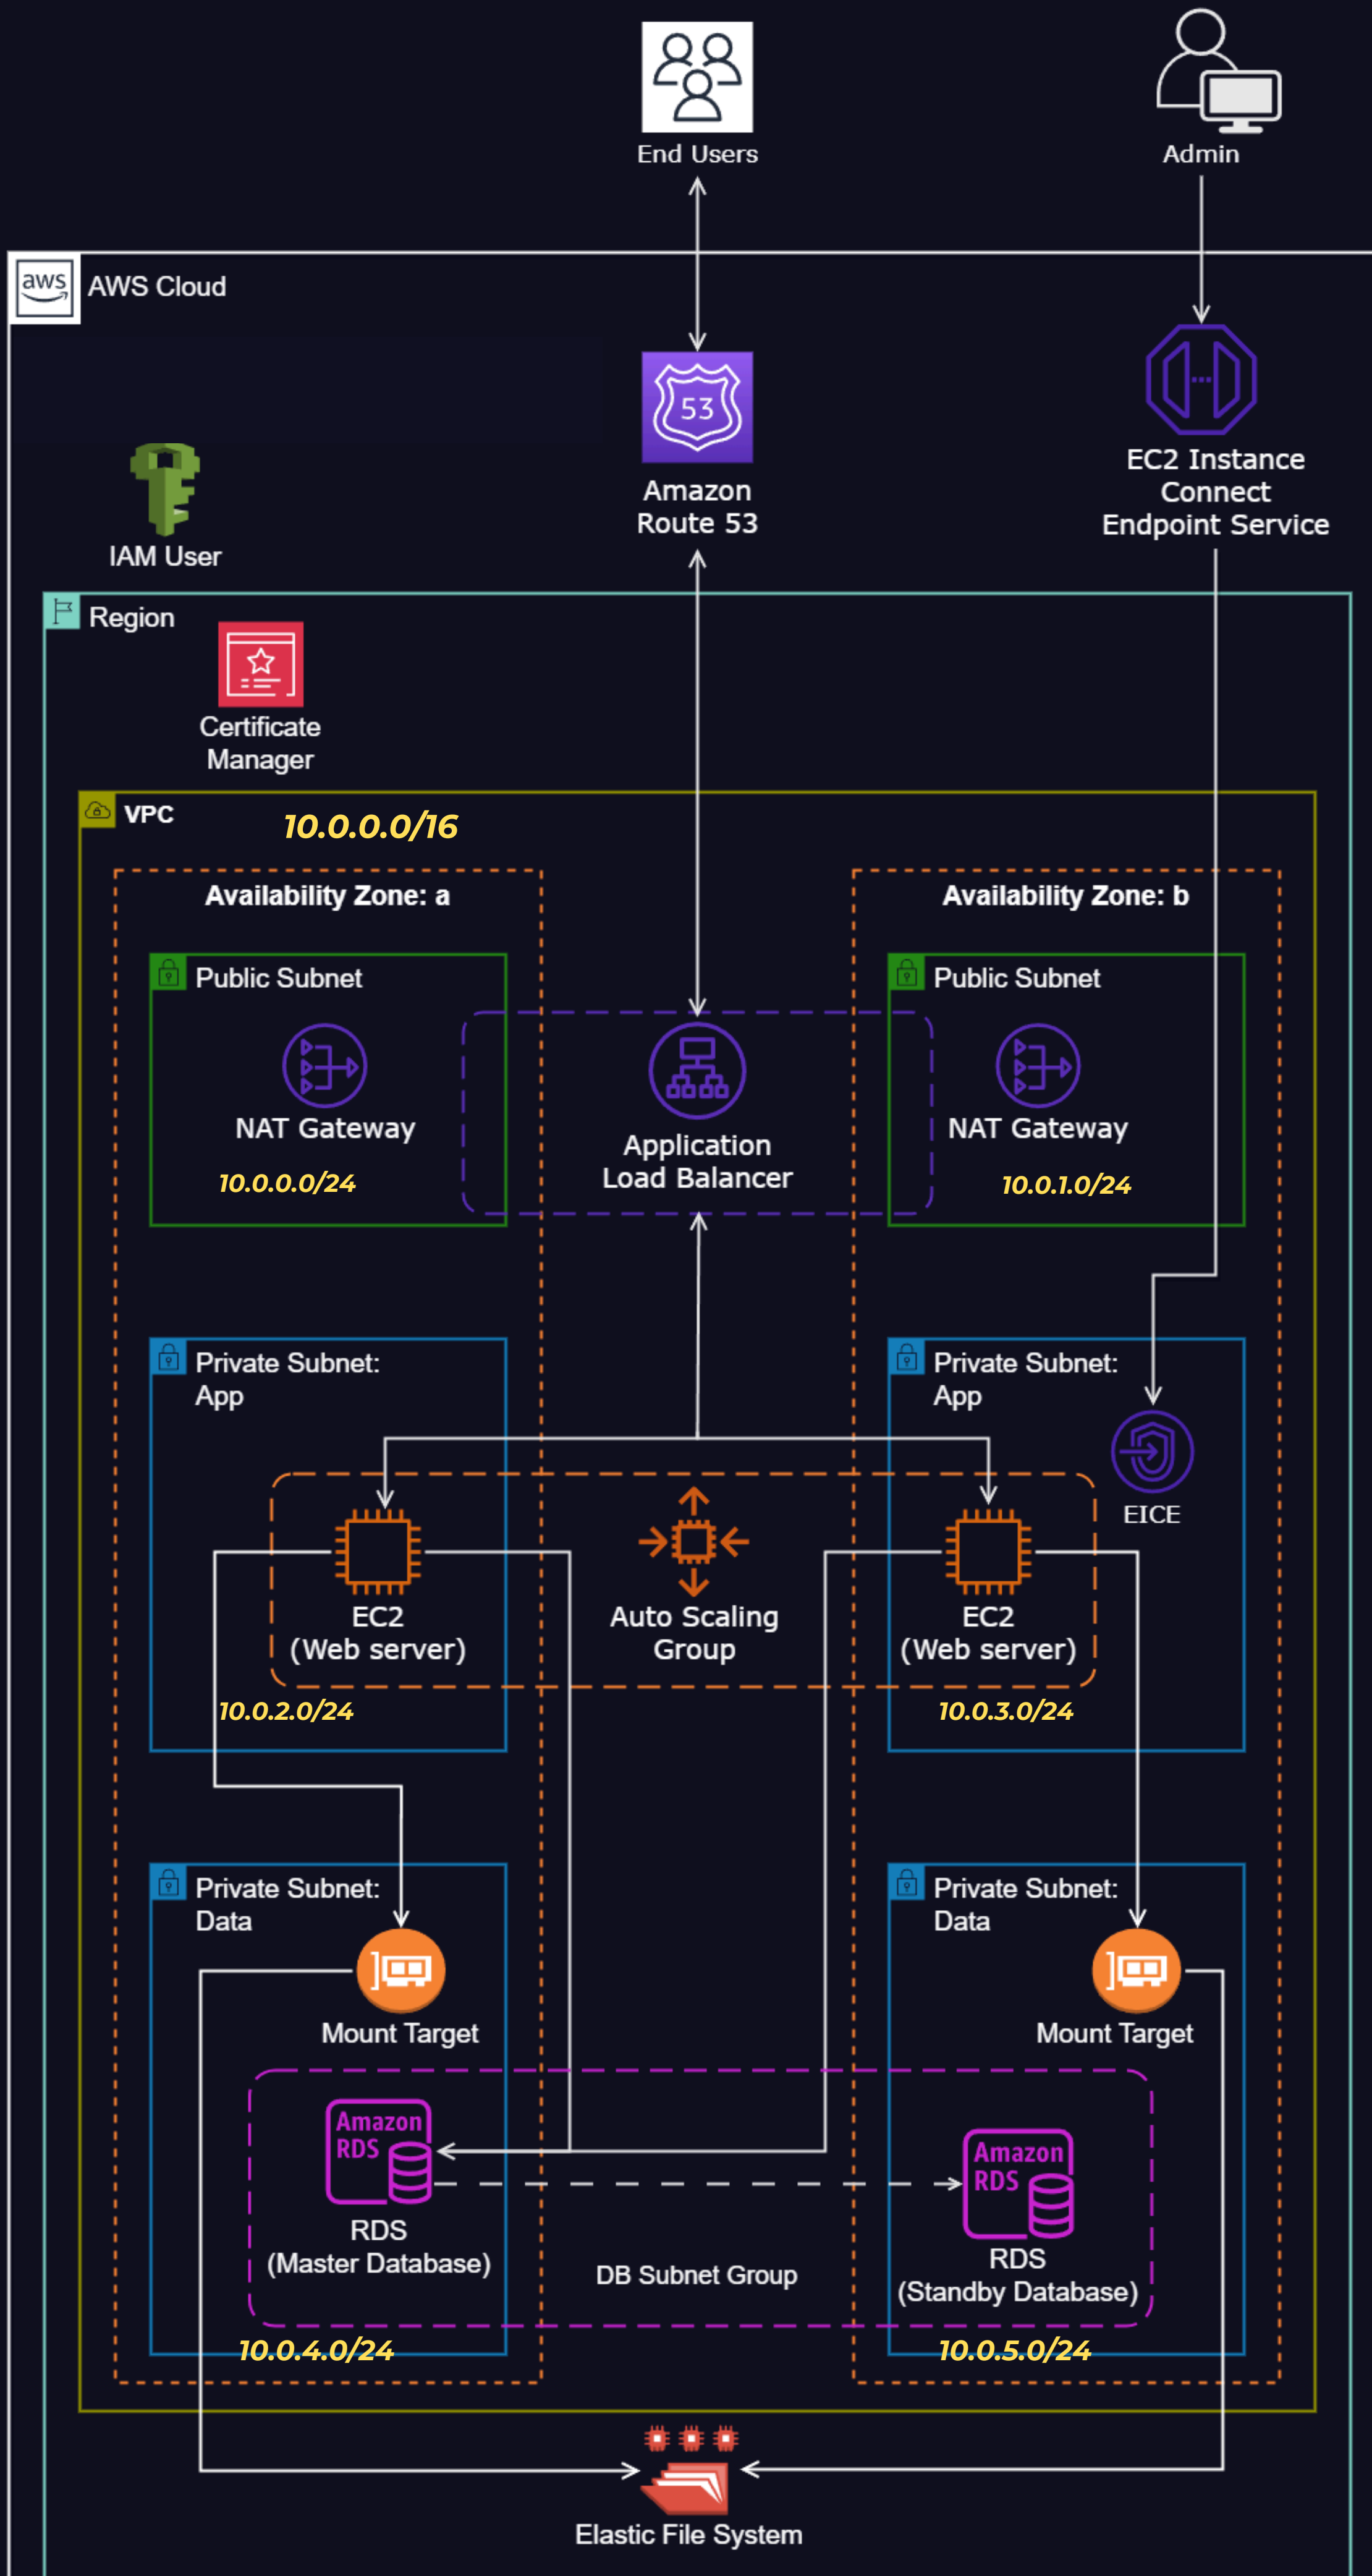 End Users
Admin
aws
AWS Cloud
53
Amazon
Route 53
EC2 Instance
Connect
Endpoint Service
IAM User
Region
Certificate
Manager
VPC
10.0.0.0/16
Availability Zone: a
Availability Zone: b
Public Subnet
Public Subnet
NAT Gateway
Application
Load Balancer
NAT Gateway
10.0.0.0/24
10.0.1.0/24
Private Subnet:
App
Private Subnet:
App
EICE
EC2
(Web server)
Auto Scaling
Group
EC2
(Web server)
10.0.2.0/24
10.0.3.0/24
Private Subnet:
Data
Private Subnet:
Data
Mount Target
Mount Target
Amazon
RDS
Amazon
RDS
RDS
(Master Database)
DB Subnet Group
RDS
(Standby Database)
10.0.4.0/24
10.0.5.0/24
Elastic File System